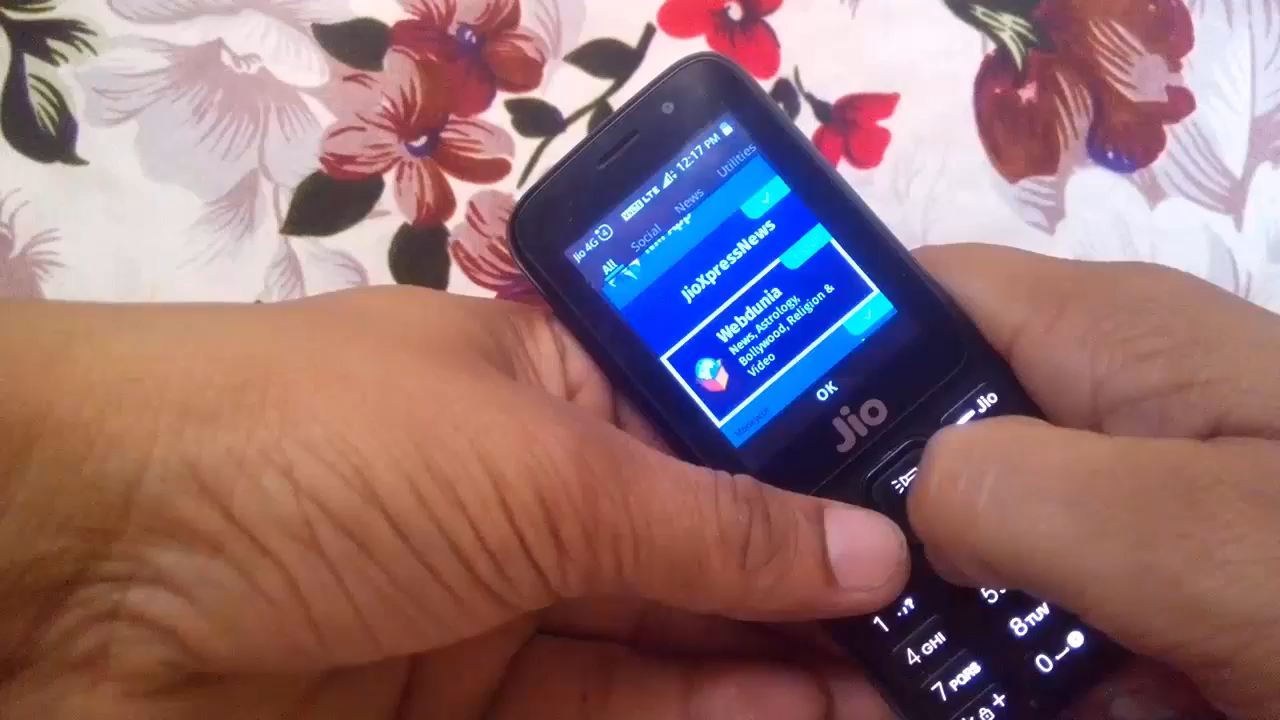 Jio 4G 4 VoLTE LTE 12:17 PM
All Social News Utilities
JioXpressNews
Webdunia
News, Astrology,
Bollywood, Religion &
Video
OK
Jio
Jio
1
5
4 GHI
8 TUV
7 PQRS
0
+